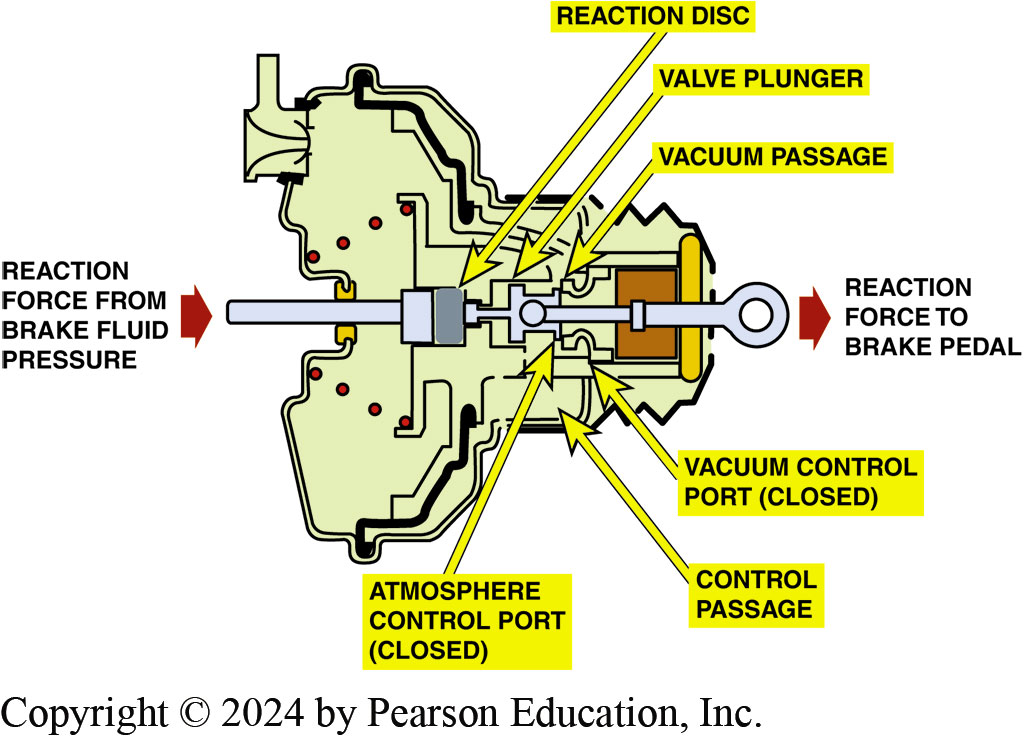 REACTION DISC
VALVE PLUNGER
VACUUM PASSAGE
REACTION
FORCE FROM
BRAKE FLUID
PRESSURE
REACTION
FORCE TO
BRAKE PEDAL
VACUUM CONTROL
PORT (CLOSED)
CONTROL
PASSAGE
ATMOSPHERE
CONTROL PORT
(CLOSED)
Copyright © 2024 by Pearson Education, Inc.